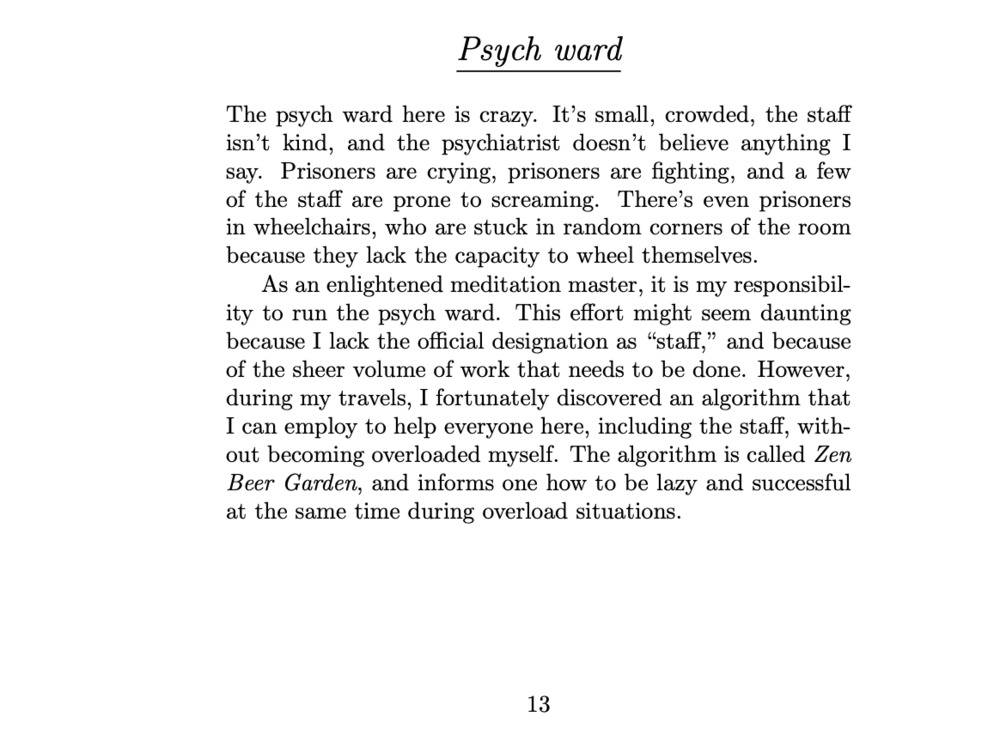 Psych ward
The psych ward here is crazy. It's small, crowded, the staff
isn't kind, and the psychiatrist doesn't believe anything I
say. Prisoners are crying, prisoners are fighting, and a few
of the staff are prone to screaming. There's even prisoners
in wheelchairs, who are stuck in random corners of the room
because they lack the capacity to wheel themselves.
As an enlightened meditation master, it is my responsibil-
ity to run the psych ward. This effort might seem daunting
because I lack the official designation as “staff,” and because
of the sheer volume of work that needs to be done. However,
during my travels, I fortunately discovered an algorithm that
I can employ to help everyone here, including the staff, with-
out becoming overloaded myself. The algorithm is called Zen
Beer Garden, and informs one how to be lazy and successful
at the same time during overload situations.
13